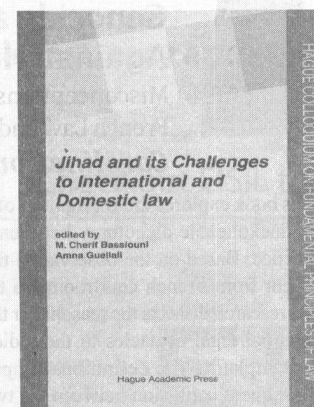 Jihad and its Challenges
to International and
Domestic law
edited by
M. Cherif Bassiouni
Amna Guellali
Hague Academic Press
HAGUE COLLOQUIUM ON FUNDAMENTAL PRINCIPLES OF LAW